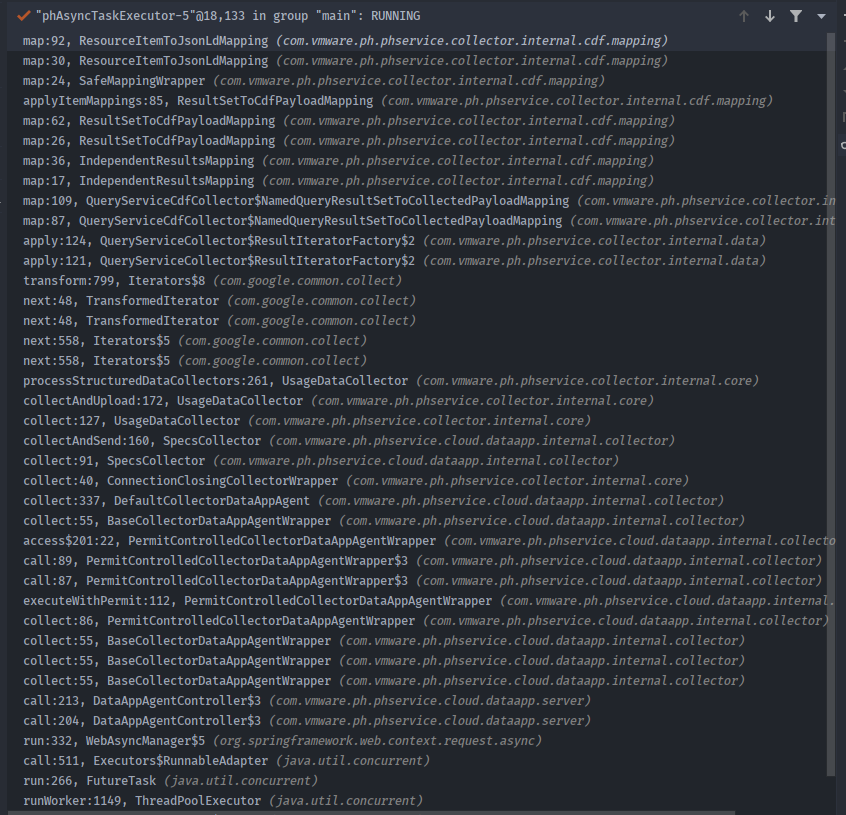 "phAsyncTaskExecutor-5"@18,133 in group "main": RUNNING
map:92, ResourceItemToJsonLdMapping (com.vmware.ph.phservice.collector.internal.cdf.mapping)
map:30, ResourceItemToJsonLdMapping (com.vmware.ph.phservice.collector.internal.cdf.mapping)
map:24, SafeMappingWrapper (com.vmware.ph.phservice.collector.internal.cdf.mapping)
applyItemMappings:85, ResultSetToCdfPayloadMapping (com.vmware.ph.phservice.collector.internal.cdf.mapping)
map:62, ResultSetToCdfPayloadMapping (com.vmware.ph.phservice.collector.internal.cdf.mapping)
map:26, ResultSetToCdfPayloadMapping (com.vmware.ph.phservice.collector.internal.cdf.mapping)
map:36, IndependentResultsMapping (com.vmware.ph.phservice.collector.internal.cdf.mapping)
map:17, IndependentResultsMapping (com.vmware.ph.phservice.collector.internal.cdf.mapping)
map:109, QueryServiceCdfCollector$NamedQueryResultSetToCollectedPayloadMapping (com.vmware.ph.phservice.collector.in
map:87, QueryServiceCdfCollector$NamedQueryResultSetToCollectedPayloadMapping (com.vmware.ph.phservice.collector.int
apply:124, QueryServiceCollector$ResultIteratorFactory$2 (com.vmware.ph.phservice.collector.internal.data)
apply:121, QueryServiceCollector$ResultIteratorFactory$2 (com.vmware.ph.phservice.collector.internal.data)
transform:799, Iterators$8 (com.google.common.collect)
next:48, TransformedIterator (com.google.common.collect)
next:48, TransformedIterator (com.google.common.collect)
next:558, Iterators$5 (com.google.common.collect)
next:558, Iterators$5 (com.google.common.collect)
processStructuredDataCollectors:261, UsageDataCollector (com.vmware.ph.phservice.collector.internal.core)
collectAndUpload:172, UsageDataCollector (com.vmware.ph.phservice.collector.internal.core)
collect:127, UsageDataCollector (com.vmware.ph.phservice.collector.internal.core)
collectAndSend:160, SpecsCollector (com.vmware.ph.phservice.cloud.dataapp.internal.collector)
collect:91, SpecsCollector (com.vmware.ph.phservice.cloud.dataapp.internal.collector)
collect:40, ConnectionClosingCollectorWrapper (com.vmware.ph.phservice.collector.internal.core)
collect:337, DefaultCollectorDataAppAgent (com.vmware.ph.phservice.cloud.dataapp.internal.collector)
collect:55, BaseCollectorDataAppAgentWrapper (com.vmware.ph.phservice.cloud.dataapp.internal.collector)
access$201:22, PermitControlledCollectorDataAppAgentWrapper (com.vmware.ph.phservice.cloud.dataapp.internal.collecto
call:89, PermitControlledCollectorDataAppAgentWrapper$3 (com.vmware.ph.phservice.cloud.dataapp.internal.collector)
call:87, PermitControlledCollectorDataAppAgentWrapper$3 (com.vmware.ph.phservice.cloud.dataapp.internal.collector)
executeWithPermit:112, PermitControlledCollectorDataAppAgentWrapper (com.vmware.ph.phservice.cloud.dataapp.internal.
collect:86, PermitControlledCollectorDataAppAgentWrapper (com.vmware.ph.phservice.cloud.dataapp.internal.collector)
collect:55, BaseCollectorDataAppAgentWrapper (com.vmware.ph.phservice.cloud.dataapp.internal.collector)
collect:55, BaseCollectorDataAppAgentWrapper (com.vmware.ph.phservice.cloud.dataapp.internal.collector)
collect:55, BaseCollectorDataAppAgentWrapper (com.vmware.ph.phservice.cloud.dataapp.internal.collector)
call:213, DataAppAgentController$3 (com.vmware.ph.phservice.cloud.dataapp.server)
call:204, DataAppAgentController$3 (com.vmware.ph.phservice.cloud.dataapp.server)
run:332, WebAsyncManager$5 (org.springframework.web.context.request.async)
call:511, Executors$RunnableAdapter (java.util.concurrent)
run:266, FutureTask (java.util.concurrent)
runWorker:1149, ThreadPoolExecutor (java.util.concurrent)